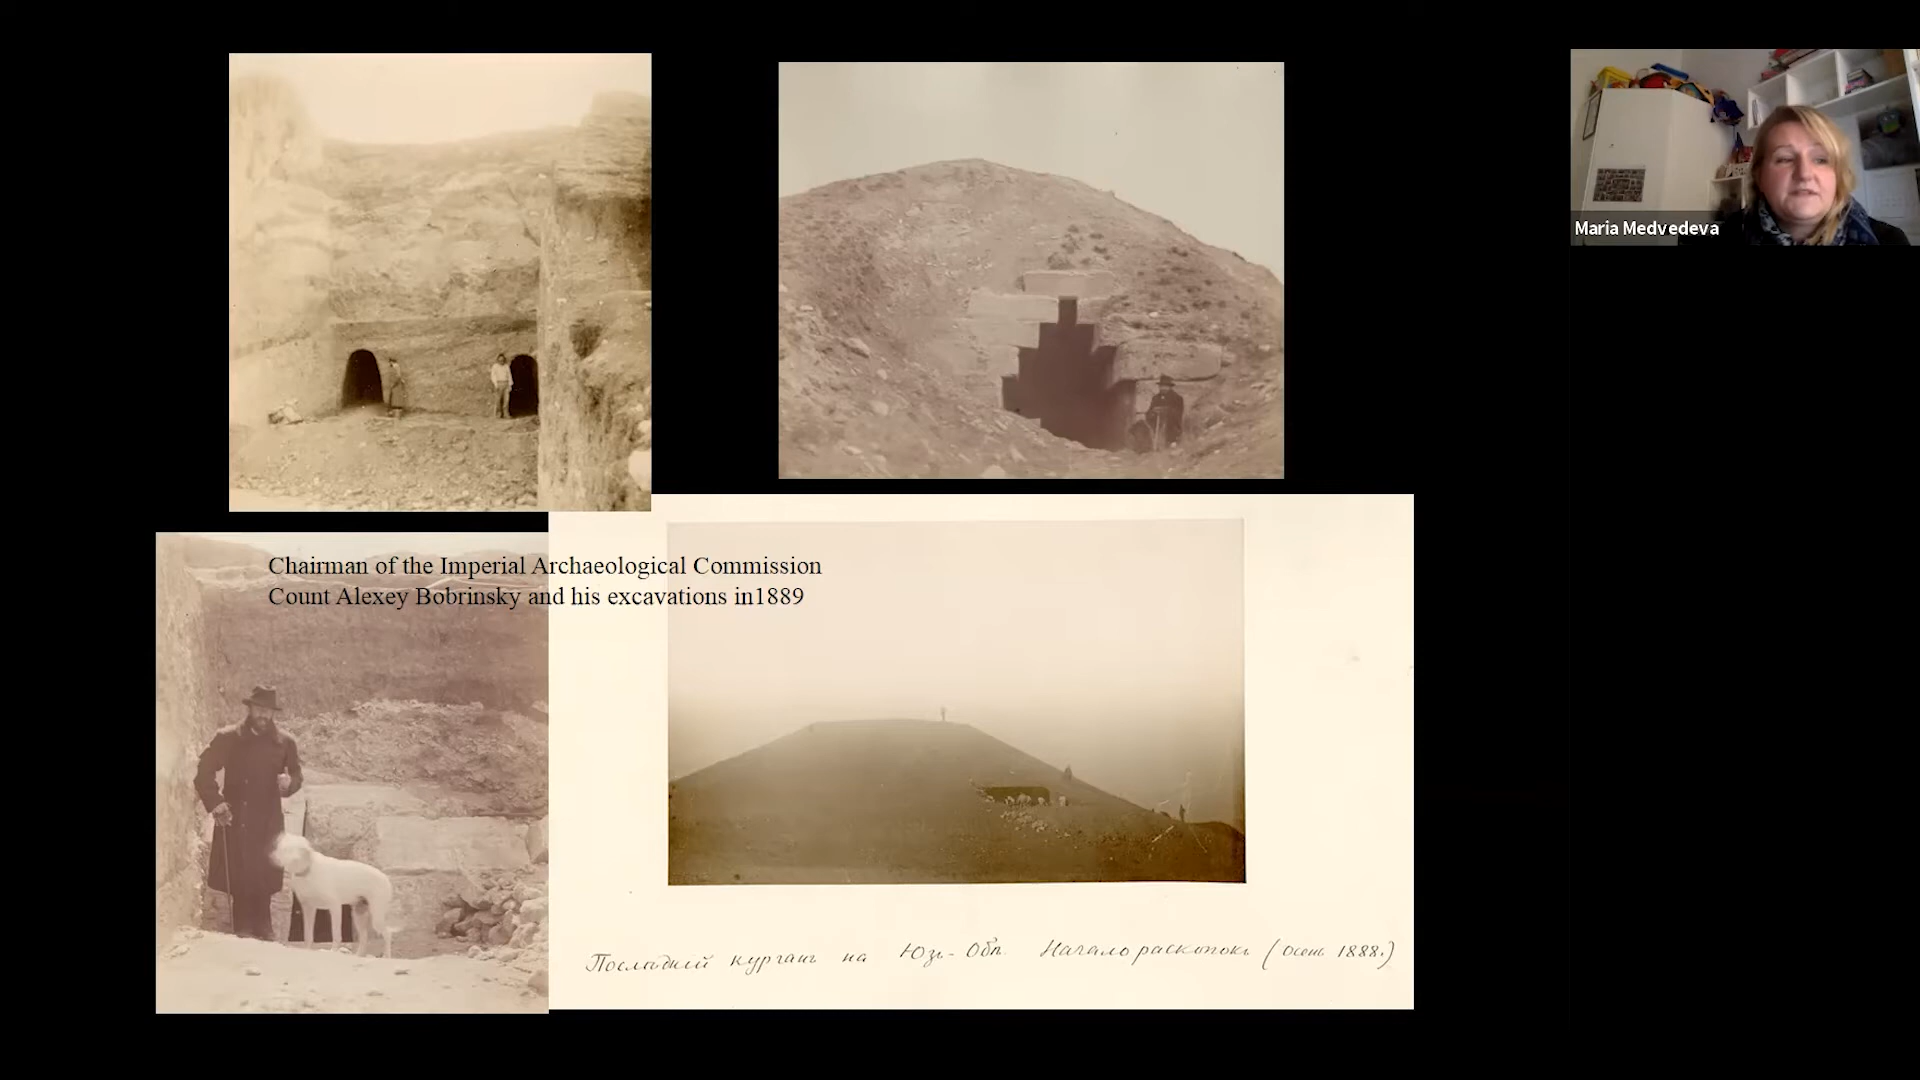 Maria Medvedeva
Chairman of the Imperial Archaeological Commission
Count Alexey Bobrinsky and his excavations in1889
Послѣдній курганъ на Юзъ-Обѣ. Начало раскопокъ (осень 1888.)